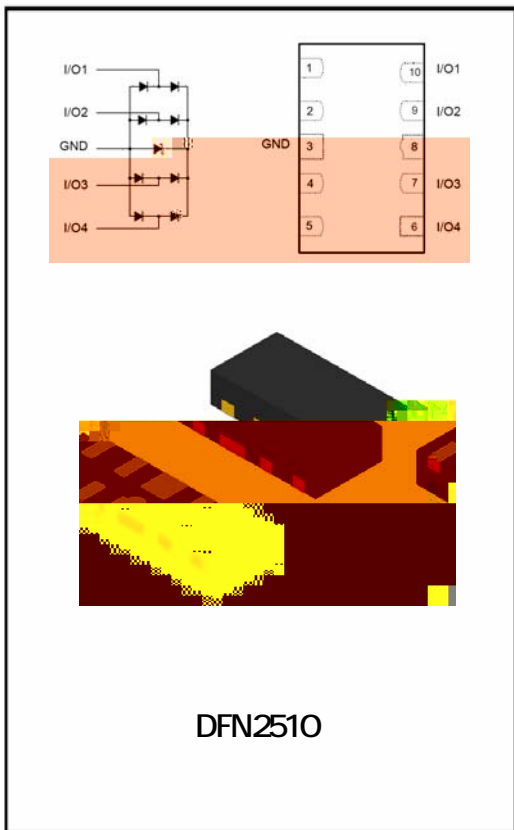 I/O1
I/O2
GND
I/O3
I/O4
1 10 I/O1
2 9 I/O2
GND 3 8
4 7 I/O3
5 6 I/O4
DFN2510